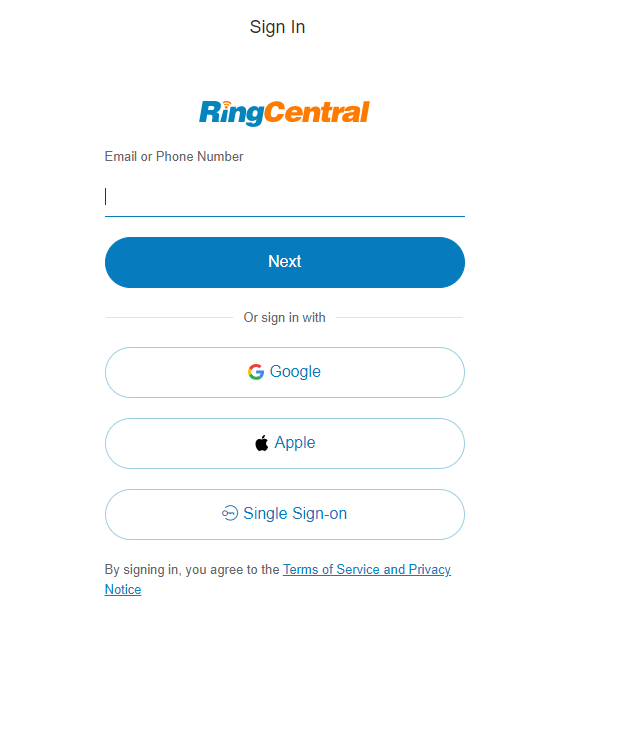 Sign In
RingCentral
Email or Phone Number
Next
Or sign in with
Google
Apple
Single Sign-on
By signing in, you agree to the Terms of Service and Privacy
Notice